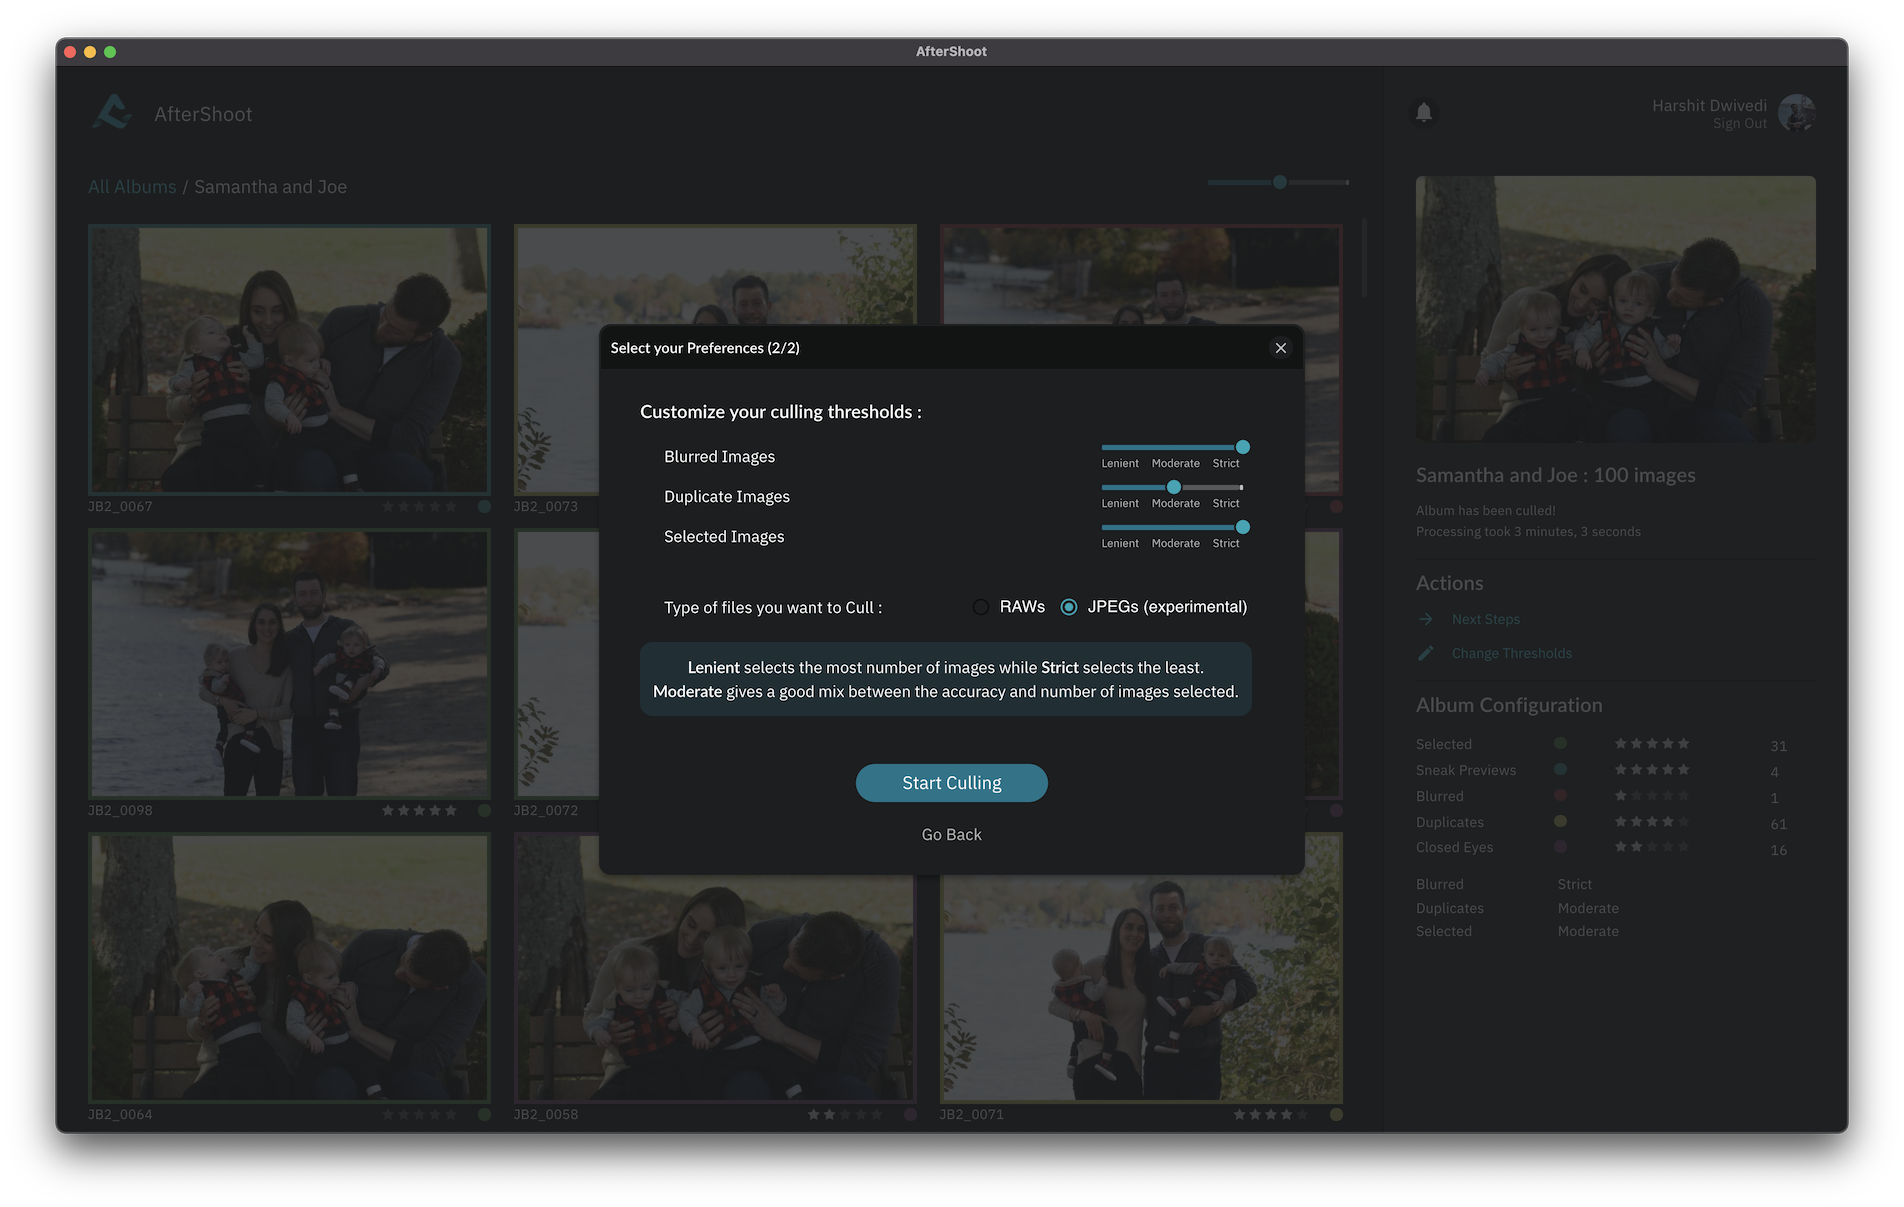 AfterShoot
AfterShoot
Harshit Dwivedi
Sign Out
All Albums / Samantha and Joe
JB2_0067
JB2_0073
JB2_0098
JB2_0072
JB2_0064
JB2_0058
JB2_0071
Select your Preferences (2/2)
Customize your culling thresholds :
Blurred Images
Lenient Moderate Strict
Duplicate Images
Lenient Moderate Strict
Selected Images
Lenient Moderate Strict
Type of files you want to Cull : RAWs JPEGs (experimental)
Lenient selects the most number of images while Strict selects the least.
Moderate gives a good mix between the accuracy and number of images selected.
Start Culling
Go Back
Samantha and Joe : 100 images
Album has been culled!
Processing took 3 minutes, 3 seconds
Actions
Next Steps
Change Thresholds
Album Configuration
Selected 31
Sneak Previews 4
Blurred 1
Duplicates 61
Closed Eyes 16
Blurred Strict
Duplicates Moderate
Selected Moderate